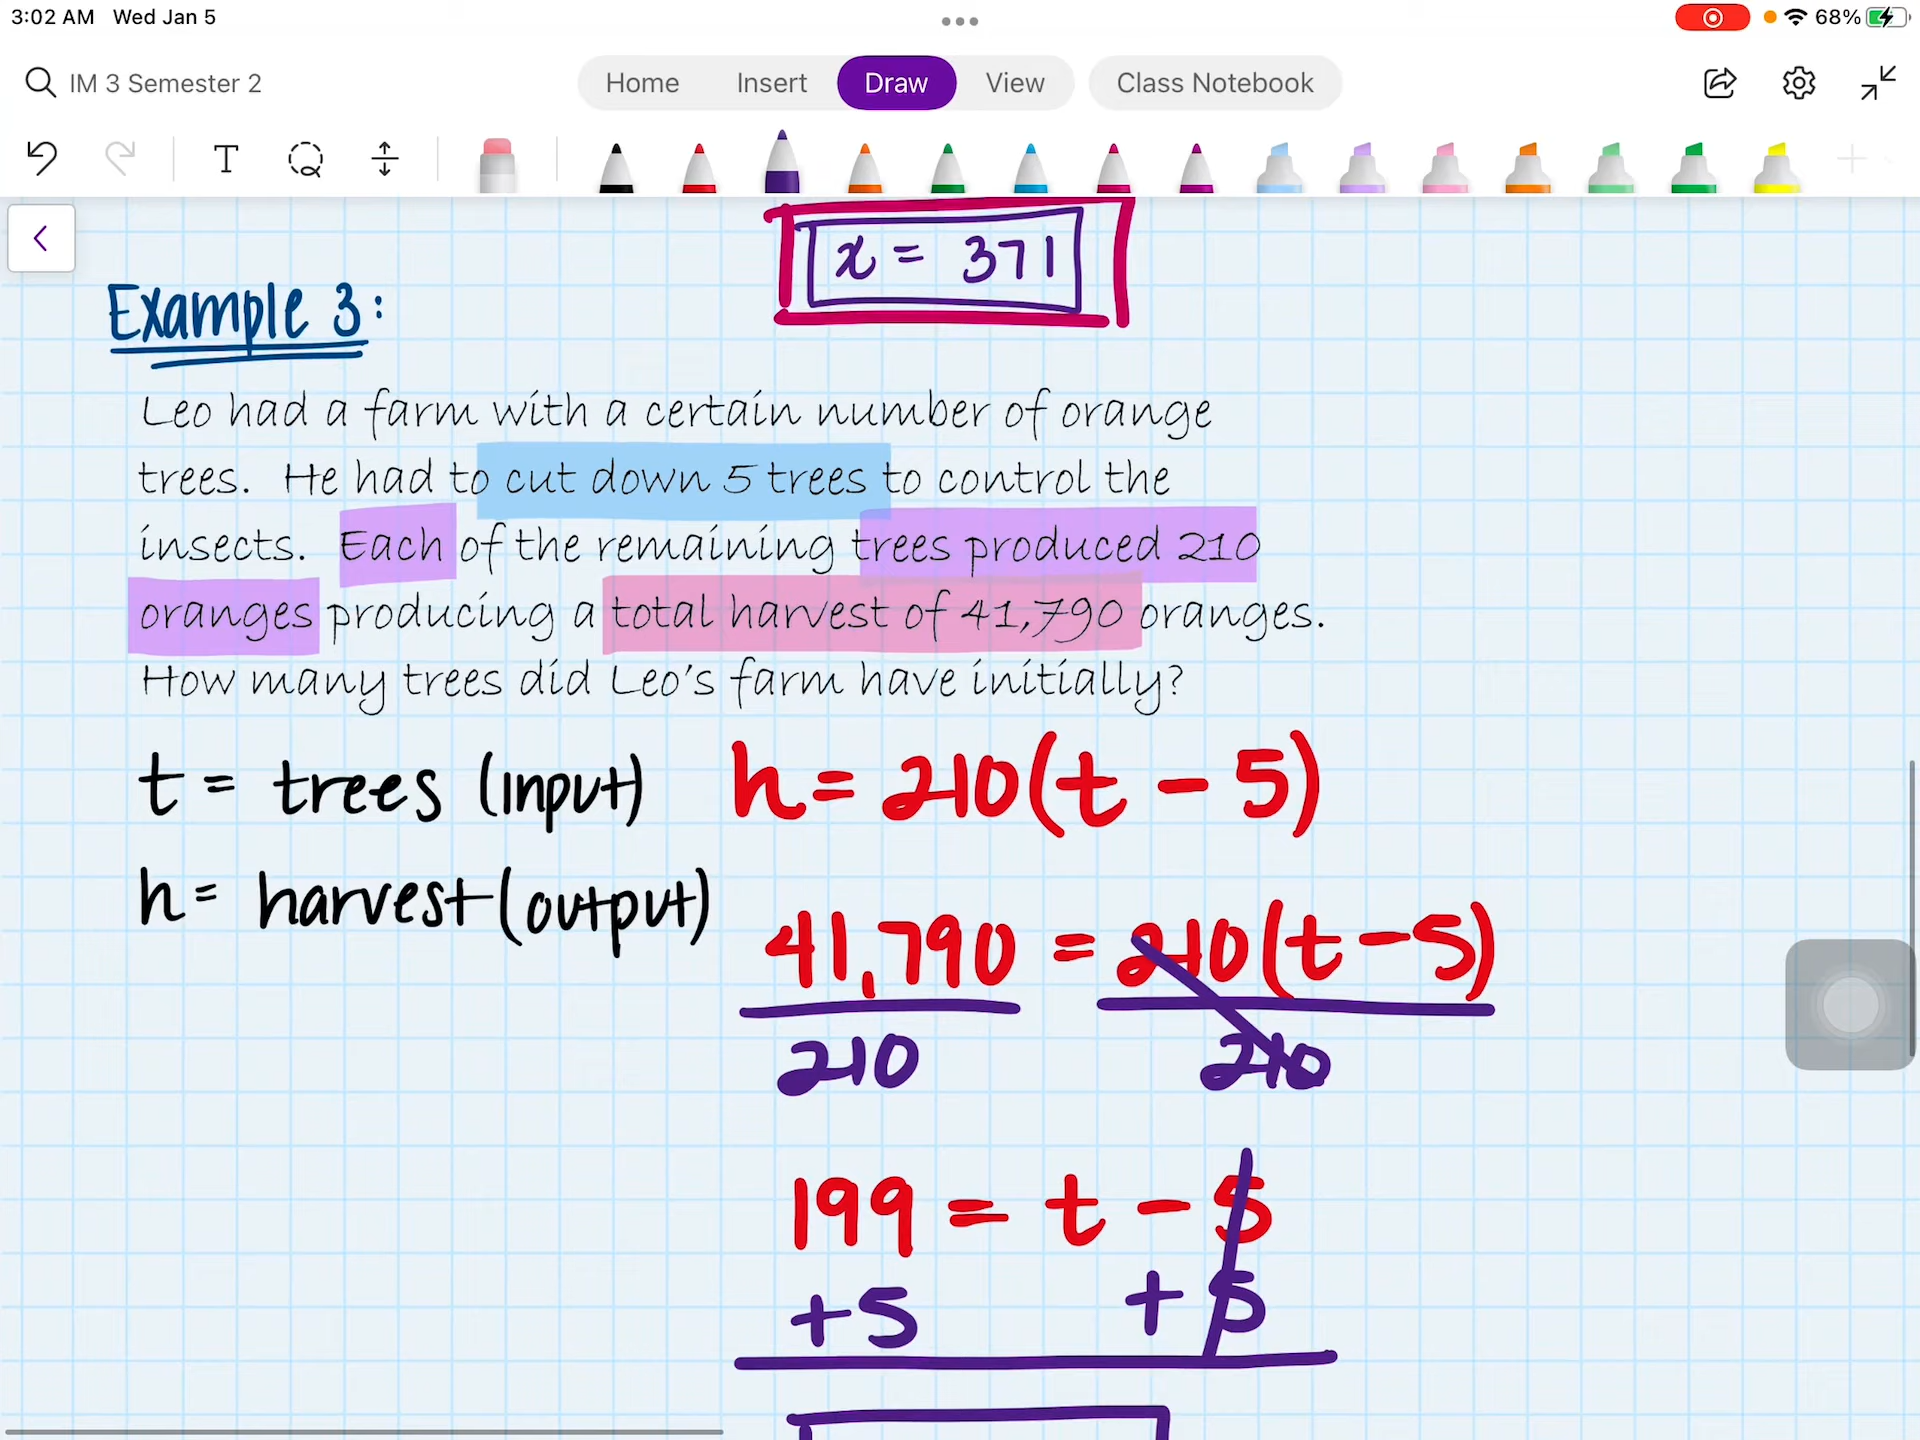 3:02 AM Wed Jan 5
68%
IM 3 Semester 2
Home Insert Draw View Class Notebook
T
x = 371
Example 3:
Leo had a farm with a certain number of orange
trees. He had to cut down 5 trees to control the
insects. Each of the remaining trees produced 210
oranges producing a total harvest of 41,790 oranges.
How many trees did Leo's farm have initially?
t = trees (input) h = 210(t - 5)
h = harvest (output)
41,790 = 210(t-5)
210 210
199 = t - 5
+5 + 5